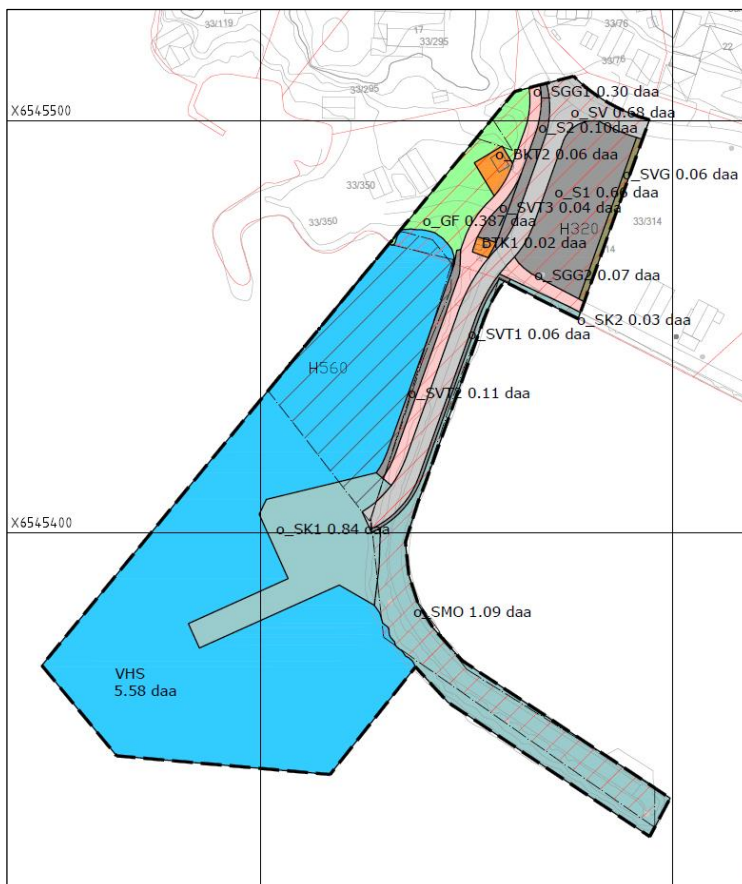 33/119
17
33/295
33/76
22
33/76
33/295
o_SGG1 0.30 daa
X6545500
o_SV 0.68 daa
o_S2 0.10daa
o_BKT2 0.06 daa
o_SVG 0.06 daa
33/350
o_S1 0.66 daa
o_SVT3 0.04 daa
33/350
o_GF 0.387 daa
33/314
H320
BTK1 0.02 daa
14
o_SGG2 0.07 daa
o_SK2 0.03 daa
o_SVT1 0.06 daa
H560
o_SVT2 0.11 daa
X6545400
o_SK1 0.84 daa
o_SMO 1.09 daa
VHS
5.58 daa